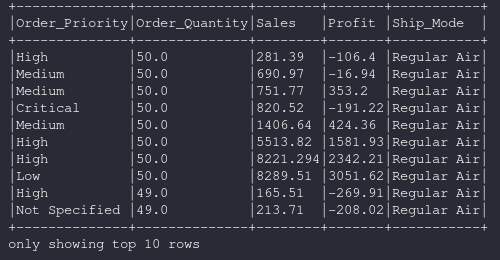 +--------------+--------------+--------+-------+-----------+
|Order_Priority|Order_Quantity|Sales   |Profit |Ship_Mode  |
+--------------+--------------+--------+-------+-----------+
|High          |50.0          |281.39  |-106.4 |Regular Air|
|Medium        |50.0          |690.97  |-16.94 |Regular Air|
|Medium        |50.0          |751.77  |353.2  |Regular Air|
|Critical      |50.0          |820.52  |-191.22|Regular Air|
|Medium        |50.0          |1406.64 |424.36 |Regular Air|
|High          |50.0          |5513.82 |1581.93|Regular Air|
|High          |50.0          |8221.294|2342.21|Regular Air|
|Low           |50.0          |8289.51 |3051.62|Regular Air|
|High          |49.0          |165.51  |-269.91|Regular Air|
|Not Specified |49.0          |213.71  |-208.02|Regular Air|
+--------------+--------------+--------+-------+-----------+
only showing top 10 rows